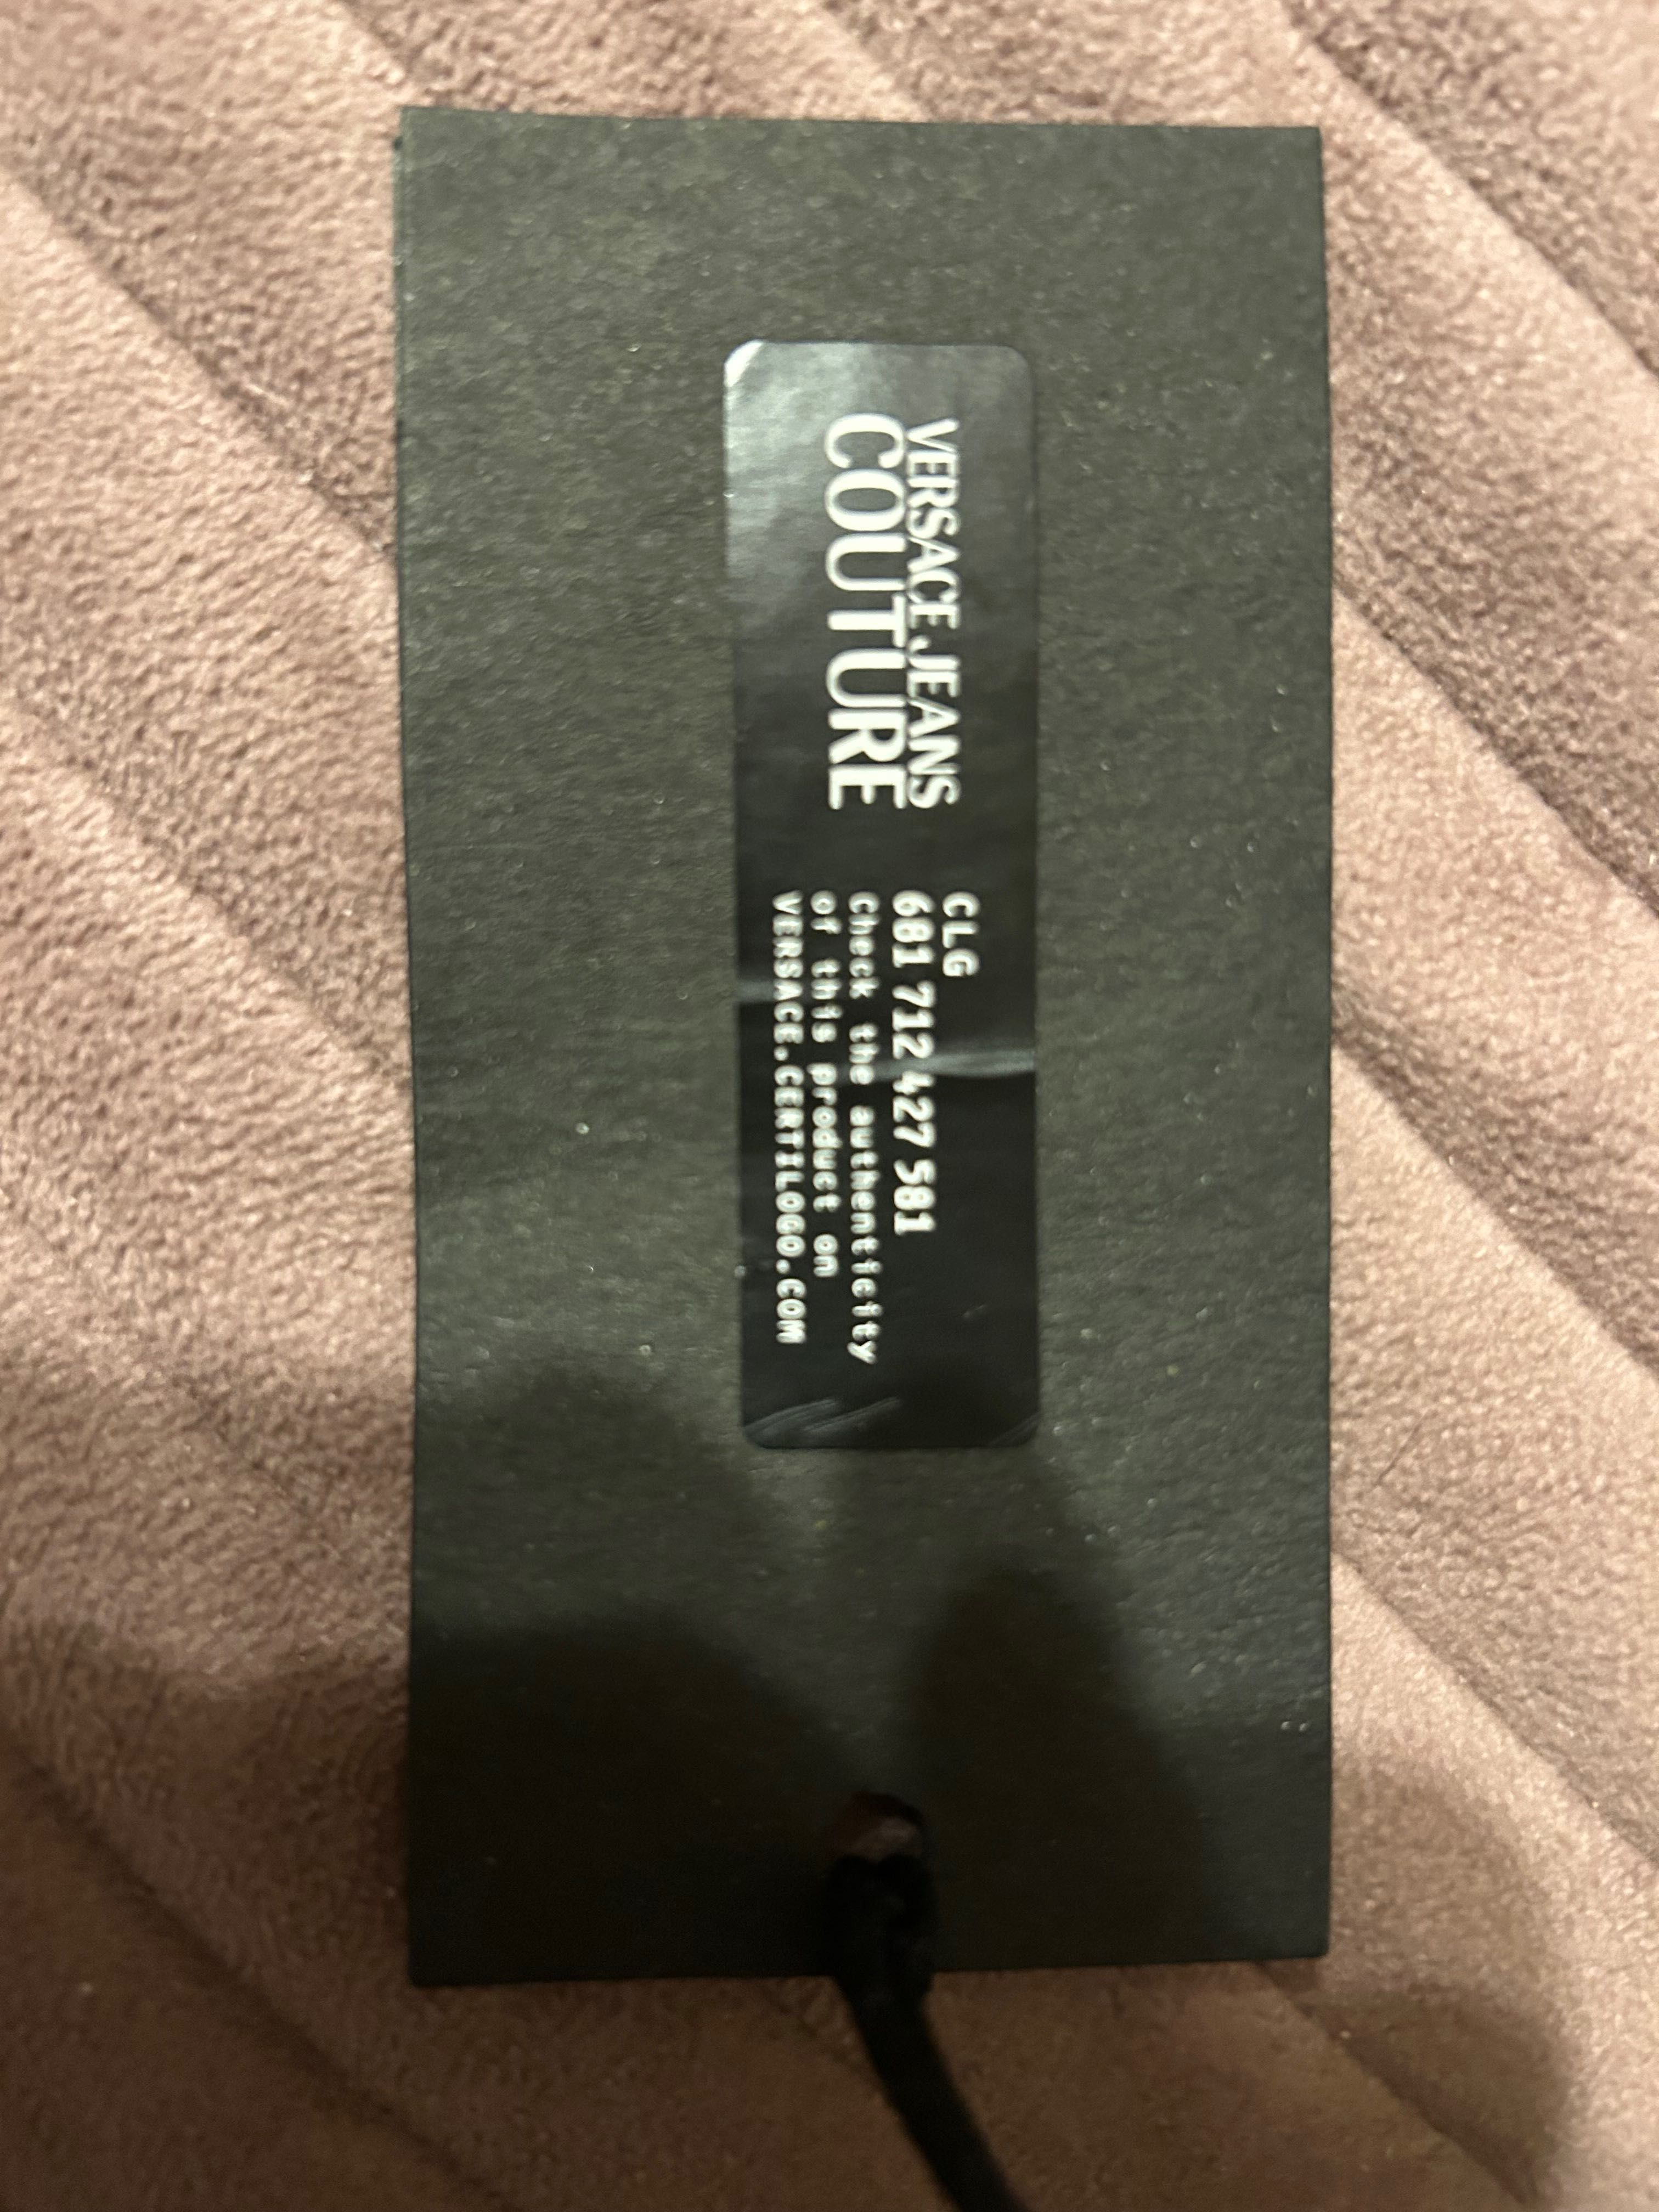 VERSACE JEANS
COUTURE
CLG
681 712 427 581
Check the authenticity
of this product on
VERSACE.CERTILOGO.COM